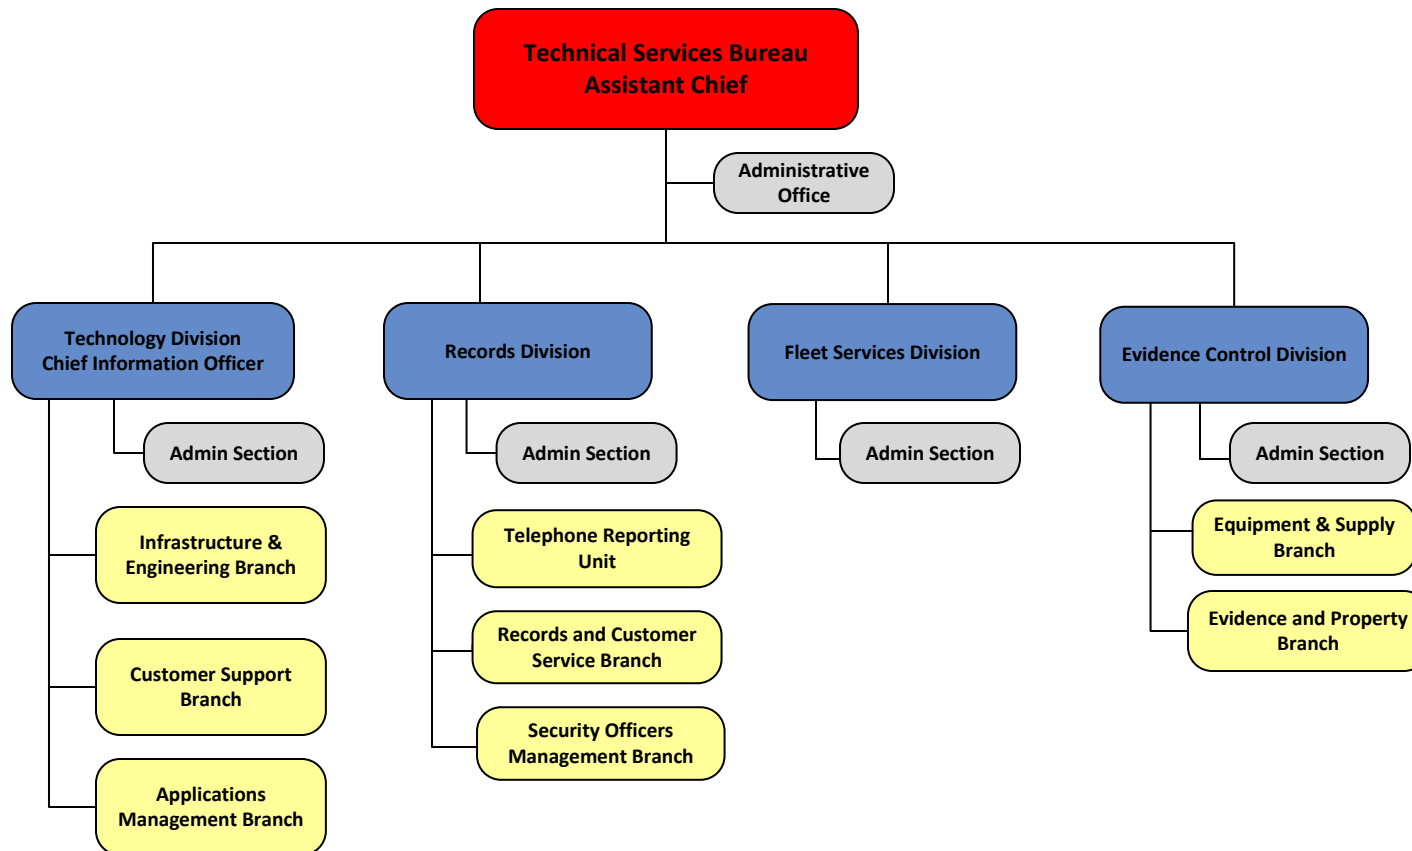 Technical Services Bureau
Assistant Chief
Administrative
Office
Technology Division
Chief Information Officer
Records Division
Fleet Services Division
Evidence Control Division
Admin Section
Admin Section
Admin Section
Admin Section
Infrastructure &
Engineering Branch
Telephone Reporting
Unit
Equipment & Supply
Branch
Customer Support
Branch
Records and Customer
Service Branch
Evidence and Property
Branch
Applications
Management Branch
Security Officers
Management Branch